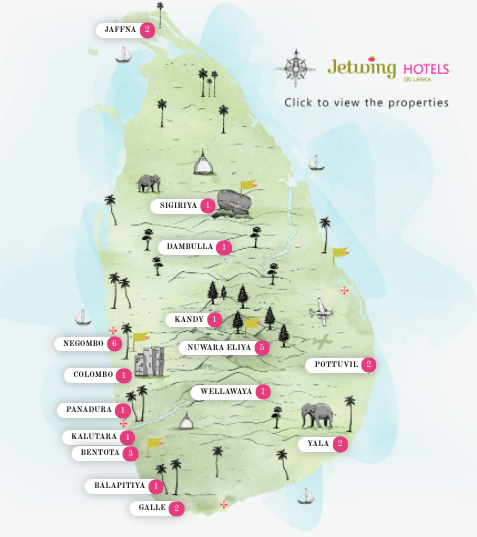 JAFFNA 2
Jetwing HOTELS
SRI LANKA
Click to view the properties
SIGIRIYA 1
DAMBULLA 1
KANDY 1
NEGOMBO 6
NUWARA ELIYA 5
POTTUVIL 2
COLOMBO 1
WELLAWAYA 1
PANADURA 1
KALUTARA 1
YALA 2
BENTOTA 3
BALAPITIYA 1
GALLE 2